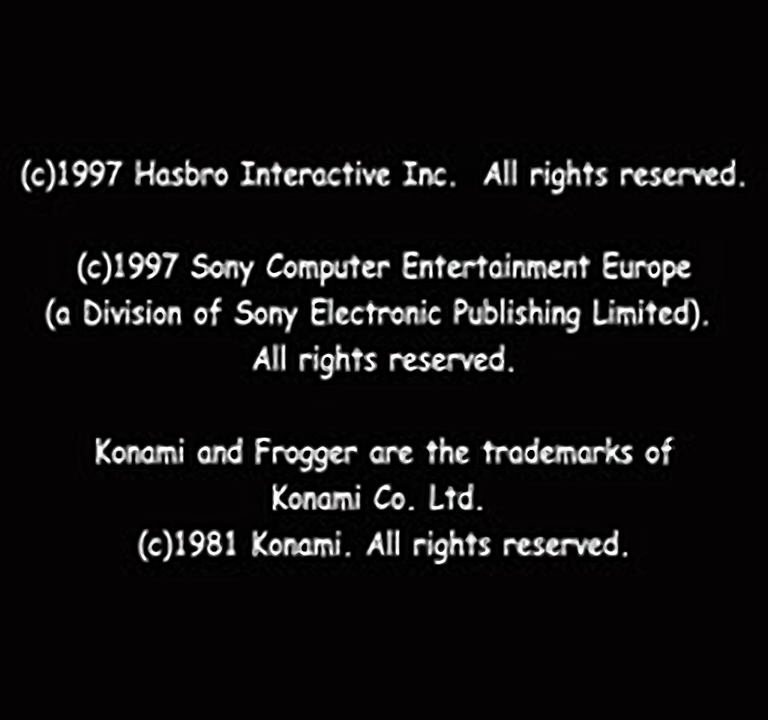 (c)1997 Hasbro Interactive Inc.  All rights reserved.
(c)1997 Sony Computer Entertainment Europe
(a Division of Sony Electronic Publishing Limited).
All rights reserved.
Konami and Frogger are the trademarks of
Konami Co. Ltd.
(c)1981 Konami. All rights reserved.